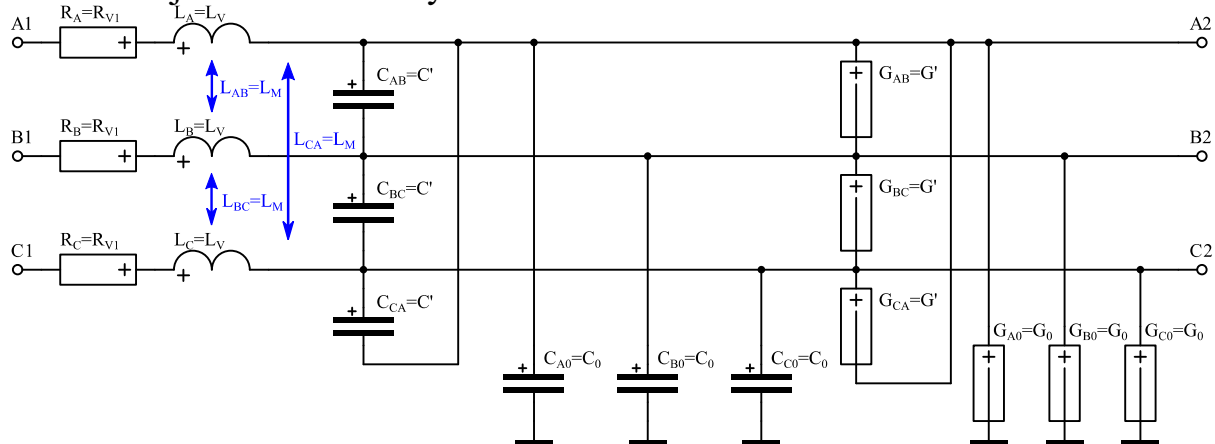 A1 R_A=R_V1 L_A=L_V A2
C_AB=C' G_AB=G'
L_AB=L_M
B1 R_B=R_V1 L_B=L_V L_CA=L_M B2
C_BC=C' G_BC=G'
L_BC=L_M
C1 R_C=R_V1 L_C=L_V C2
C_CA=C' G_CA=G'
G_A0=G_0 G_B0=G_0 G_C0=G_0
C_A0=C_0 C_B0=C_0 C_C0=C_0